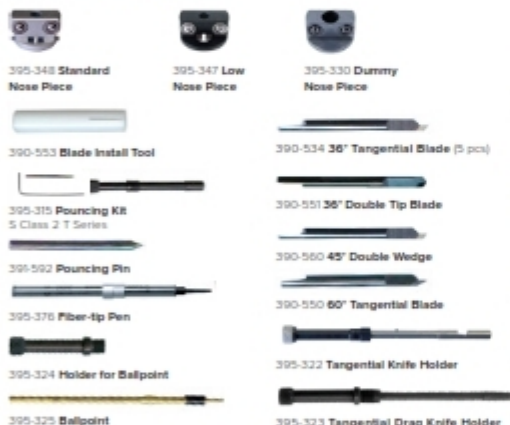 395-348 Standard
Nose Piece
395-347 Low
Nose Piece
395-330 Dummy
Nose Piece
390-553 Blade Install Tool
395-315 Pouncing Kit
S Class 2 T Series
391-592 Pouncing Pin
395-376 Fiber-tip Pen
395-324 Holder for Ballpoint
395-325 Ballpoint
390-534 36° Tangential Blade (5 pcs)
390-551 36° Double Tip Blade
390-560 45° Double Wedge
390-550 60° Tangential Blade
395-322 Tangential Knife Holder
395-323 Tangential Drag Knife Holder